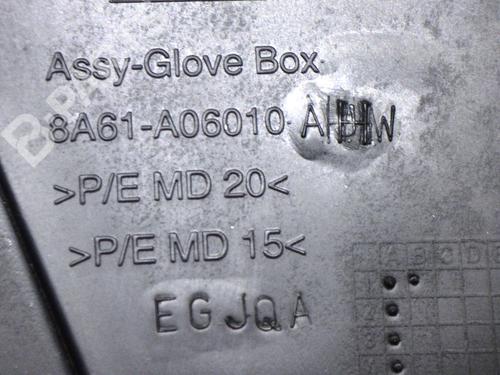 Assy-Glove Box
8A61-A06010
>P/E MD 20<
>P/E MD 15<
EGJQA